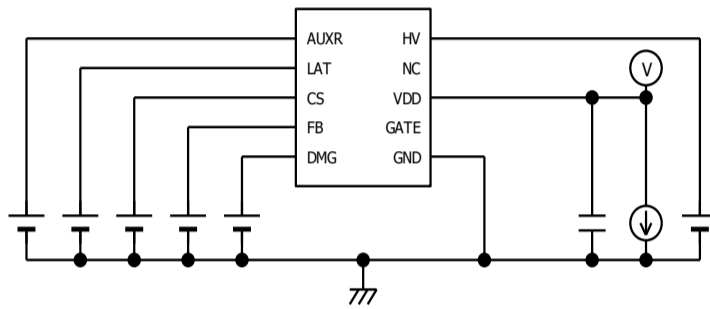 AUXR HV
LAT NC
V
CS VDD
FB GATE
DMG GND